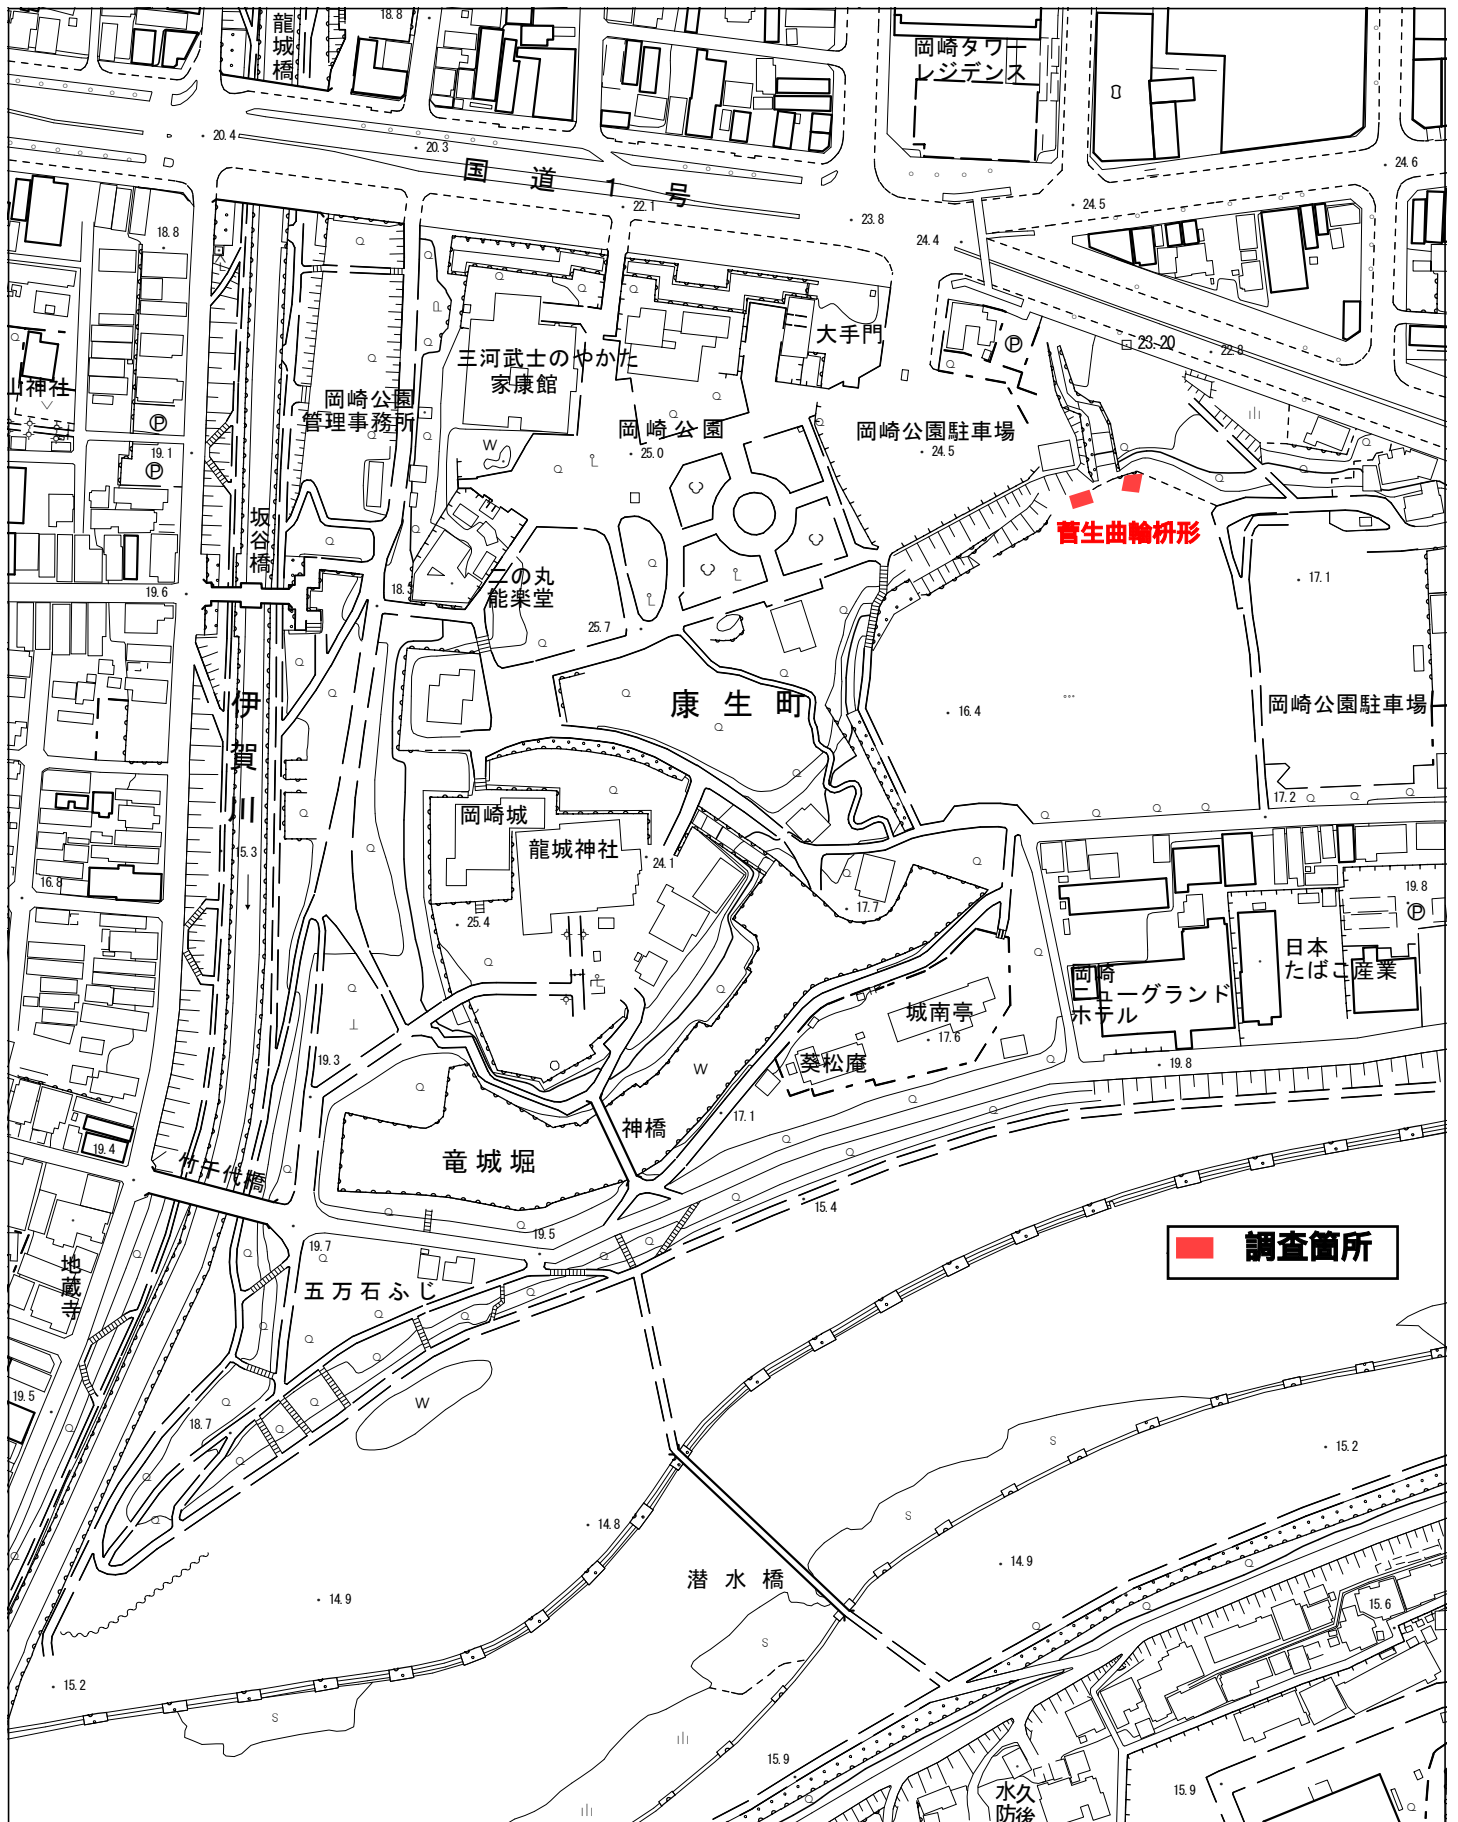 龍城橋
18.8
岡崎タワー
レジデンス
20.4
20.3
国道1号
22.1
23.8
24.5
24.6
24.4
18.8
大手門
23-20
22.8
三河武士のやかた
家康館
岡崎公園
管理事務所
山神社
岡崎公園
25.0
岡崎公園駐車場
24.5
19.1
P
P
P
W
坂谷橋
菅生曲輪枡形
二の丸
能楽堂
18.5
19.6
17.1
25.7
伊賀川
康生町
16.4
岡崎公園駐車場
17.2
岡崎城
龍城神社
24.1
15.3
16.8
25.4
17.7
19.8
P
日本
たばこ産業
岡崎
ニューグランド
ホテル
城南亭
17.6
葵松庵
19.3
W
19.8
17.1
神橋
竜城堀
19.4
竹千代橋
15.4
19.5
19.7
調査箇所
地蔵寺
五万石ふじ
19.5
18.7
W
S
15.2
14.8
S
14.9
潜水橋
14.9
15.6
S
15.2
S
15.9
15.9
水防
久後